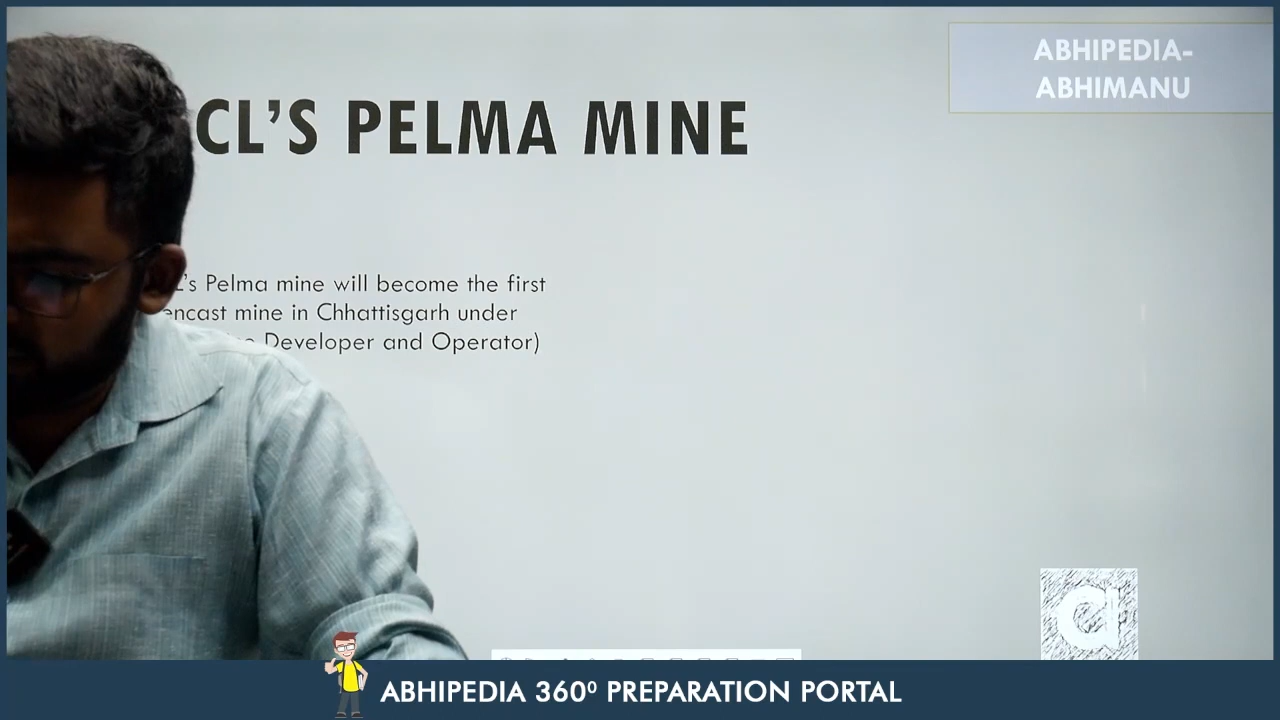 ABHIPEDIA-
ABHIMANU
CL'S PELMA MINE
L's Pelma mine will become the first
encast mine in Chhattisgarh under
Developer and Operator)
ABHIPEDIA 360⁰ PREPARATION PORTAL